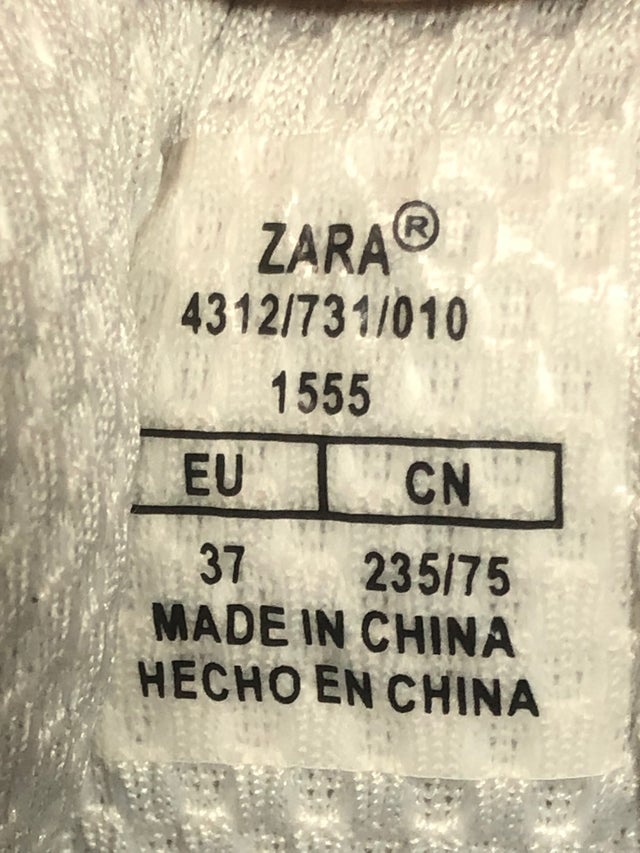 ZARA®
4312/731/010
1555
EU CN
37 235/75
MADE IN CHINA
HECHO EN CHINA